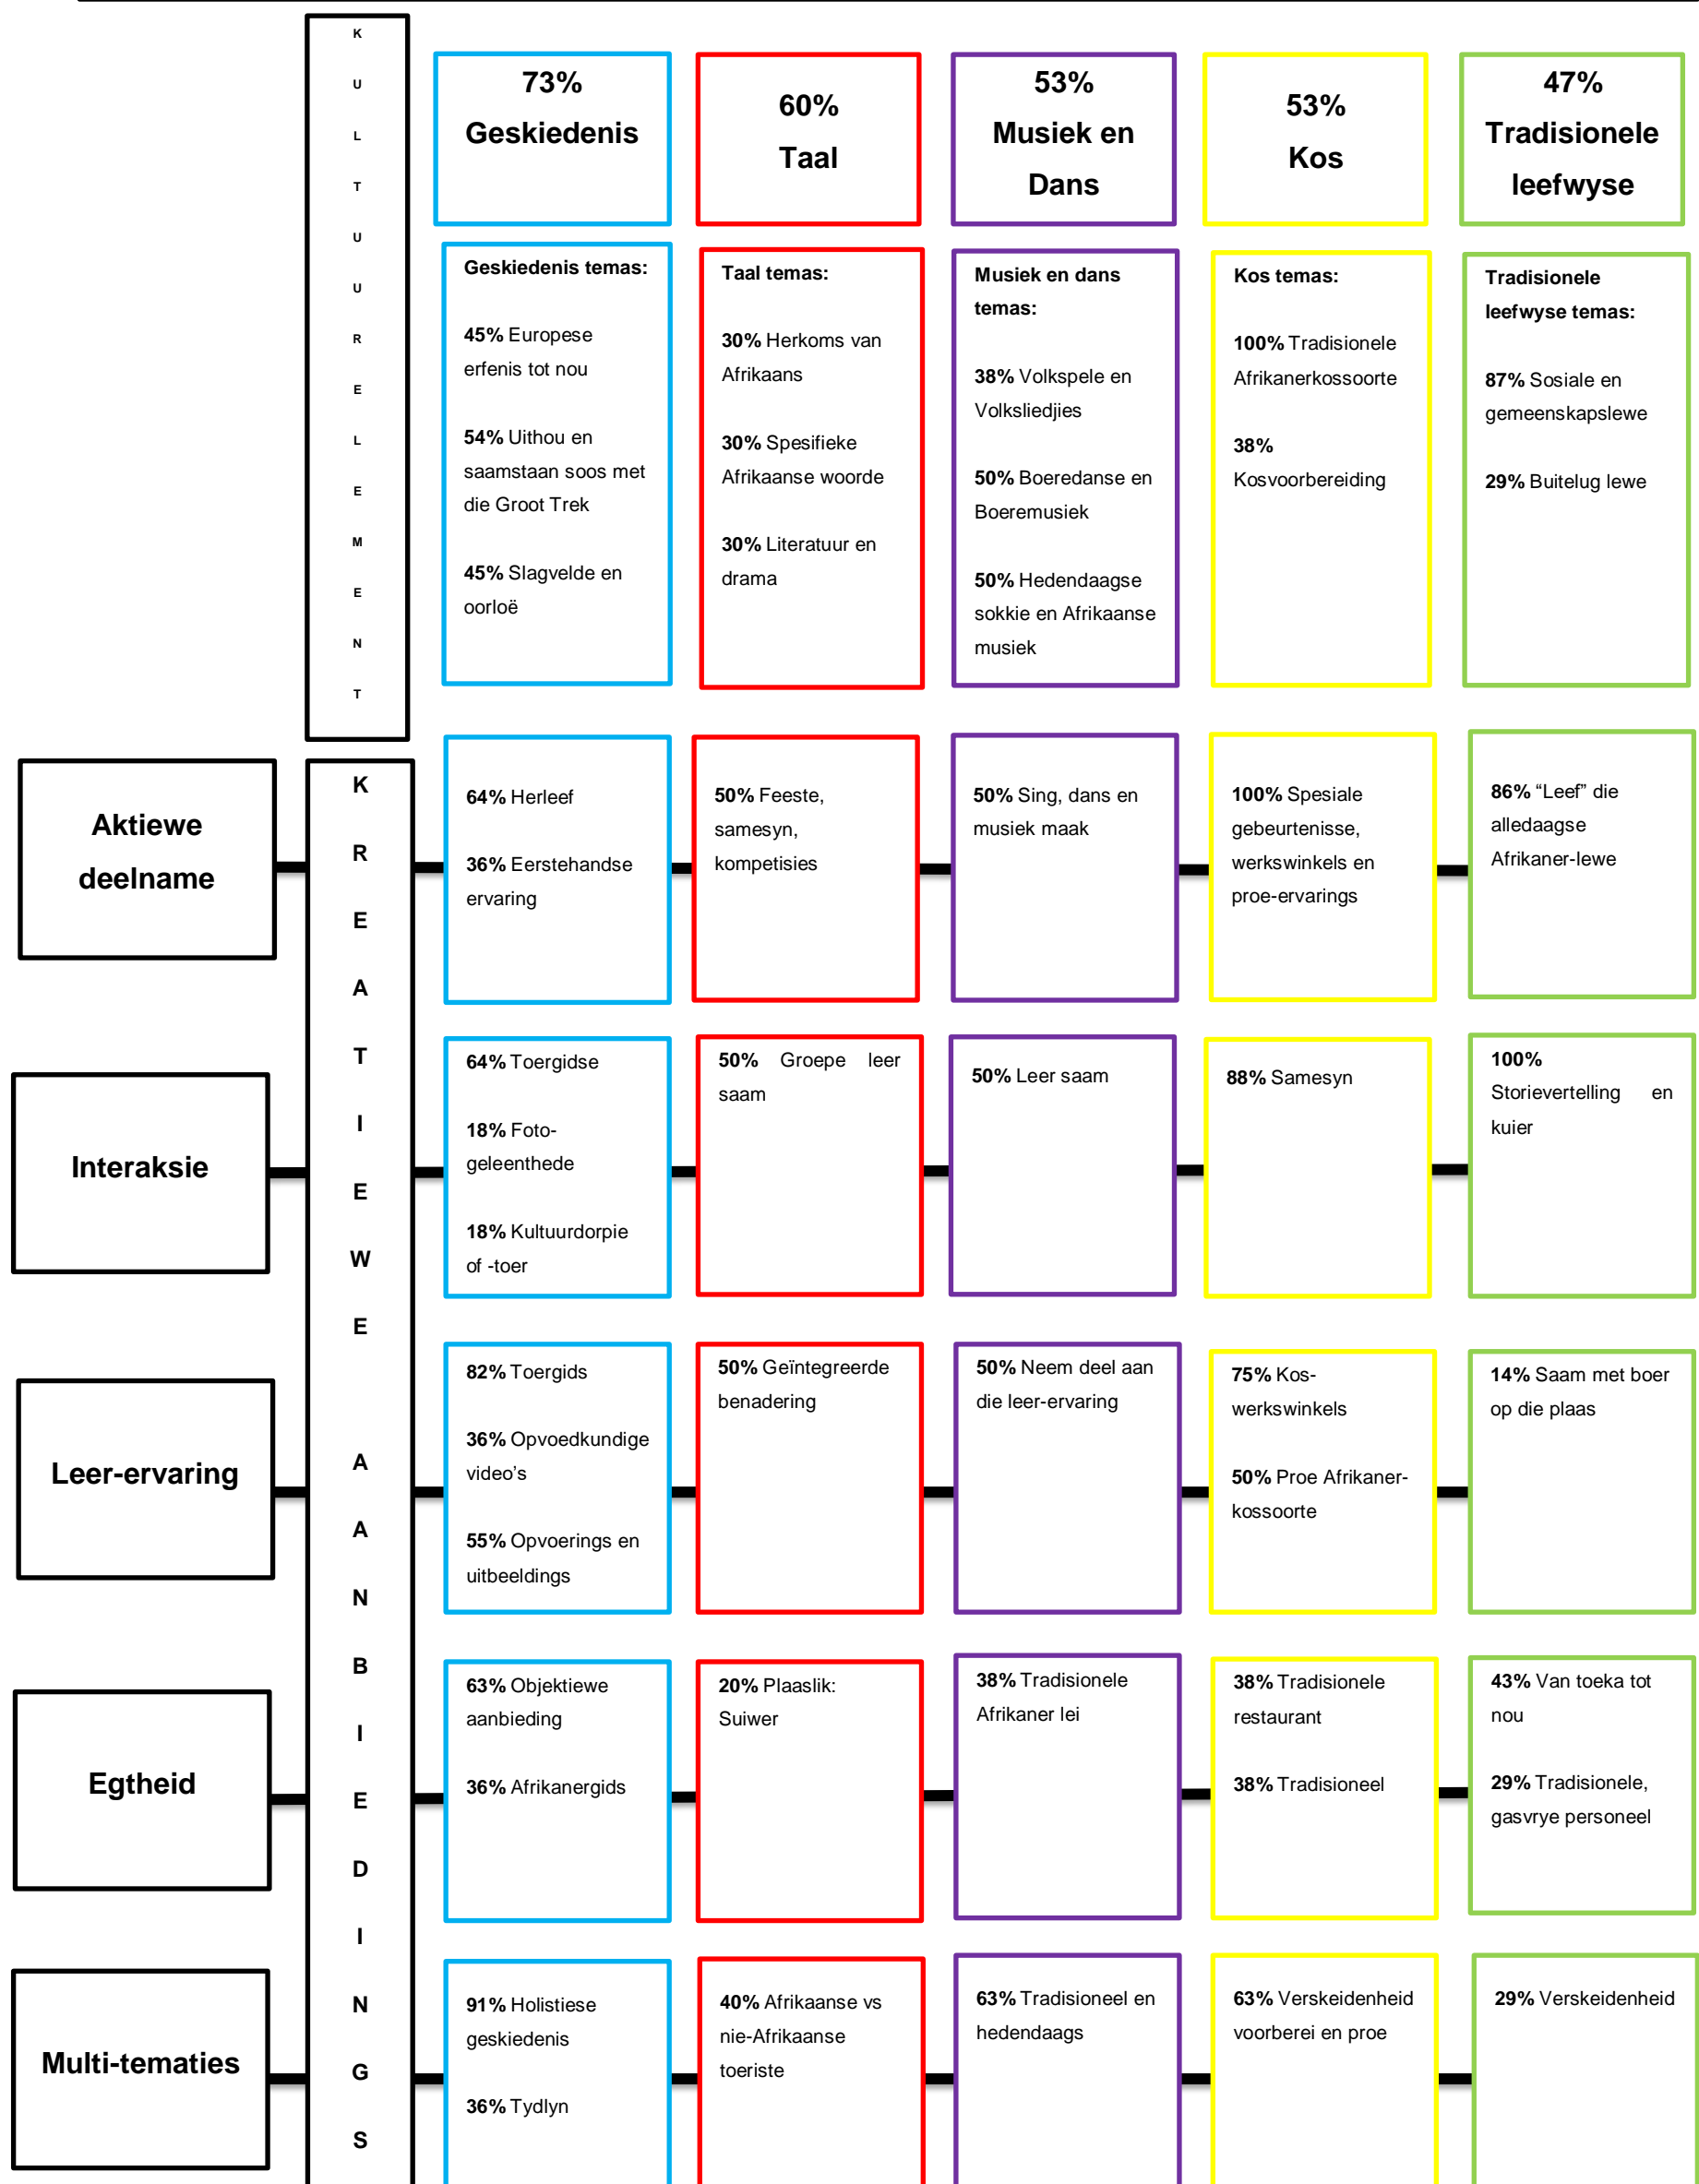 KULTUURELEMENT
73%
Geskiedenis
60%
Taal
53%
Musiek en
Dans
53%
Kos
47%
Tradisionele
leefwyse
Geskiedenis temas:
45% Europese
erfenis tot nou
54% Uithou en
saamstaan soos met
die Groot Trek
45% Slagvelde en
oorloë
Taal temas:
30% Herkoms van
Afrikaans
30% Spesifieke
Afrikaanse woorde
30% Literatuur en
drama
Musiek en dans
temas:
38% Volkspele en
Volksliedjies
50% Boeredanse en
Boeremusiek
50% Hedendaagse
sokkie en Afrikaanse
musiek
Kos temas:
100% Tradisionele
Afrikanerkossoorte
38%
Kosvoorbereiding
Tradisionele
leefwyse temas:
87% Sosiale en
gemeenskapslewe
29% Buitelug lewe
KREATIEWE AANBIEDINGS
Aktiewe
deelname
64% Herleef
36% Eerstehandse
ervaring
50% Feeste,
samesyn,
kompetisies
50% Sing, dans en
musiek maak
100% Spesiale
gebeurtenisse,
werkswinkels en
proe-ervarings
86% “Leef” die
alledaagse
Afrikaner-lewe
Interaksie
64% Toergidse
18% Foto-
geleenthede
18% Kultuurdorpie
of -toer
50% Groepe leer
saam
50% Leer saam
88% Samesyn
100%
Storievertelling en
kuier
Leer-ervaring
82% Toergids
36% Opvoedkundige
video’s
55% Opvoerings en
uitbeeldings
50% Geïntegreerde
benadering
50% Neem deel aan
die leer-ervaring
75% Kos-
werkswinkels
50% Proe Afrikaner-
kossoorte
14% Saam met boer
op die plaas
Egtheid
63% Objektiewe
aanbieding
36% Afrikanergids
20% Plaaslik:
Suiwer
38% Tradisionele
Afrikaner lei
38% Tradisionele
restaurant
38% Tradisioneel
43% Van toeka tot
nou
29% Tradisionele,
gasvrye personeel
Multi-tematies
91% Holistiese
geskiedenis
36% Tydlyn
40% Afrikaanse vs
nie-Afrikaanse
toeriste
63% Tradisioneel en
hedendaags
63% Verskeidenheid
voorberei en proe
29% Verskeidenheid